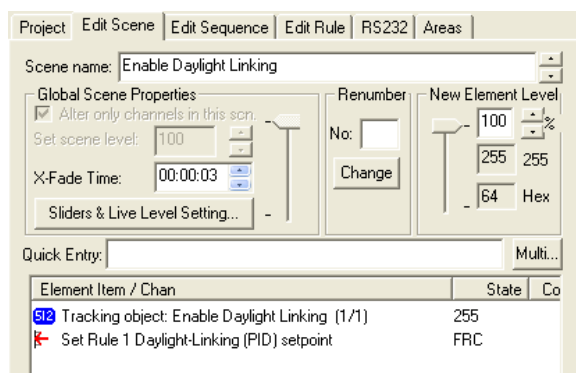 Project Edit Scene Edit Sequence Edit Rule RS232 Areas
Scene name: Enable Daylight Linking
Global Scene Properties
Alter only channels in this scn.
Set scene level: 100
X-Fade Time: 00:00:03
Sliders & Live Level Setting...
Renumber
No:
Change
New Element Level
100 %
255 255
64 Hex
Quick Entry: Multi...
Element Item / Chan State Co
512 Tracking object: Enable Daylight Linking (1/1) 255
Set Rule 1 Daylight-Linking (PID) setpoint FRC